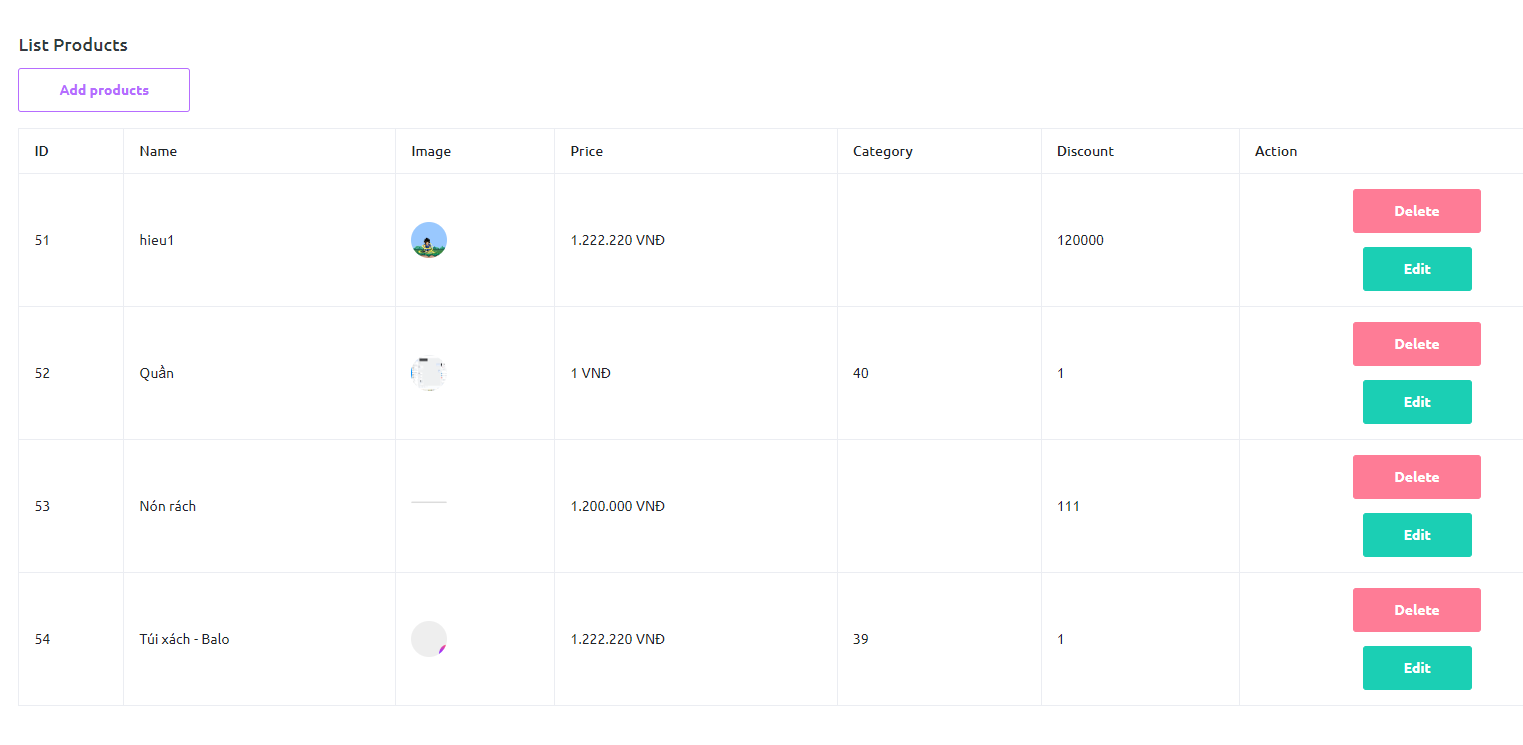 List Products
Add products
ID Name Image Price Category Discount Action
51 hieu1 1.222.220 VNĐ 120000 Delete
Edit
52 Quần 1 VNĐ 40 1 Delete
Edit
53 Nón rách 1.200.000 VNĐ 111 Delete
Edit
54 Túi xách - Balo 1.222.220 VNĐ 39 1 Delete
Edit